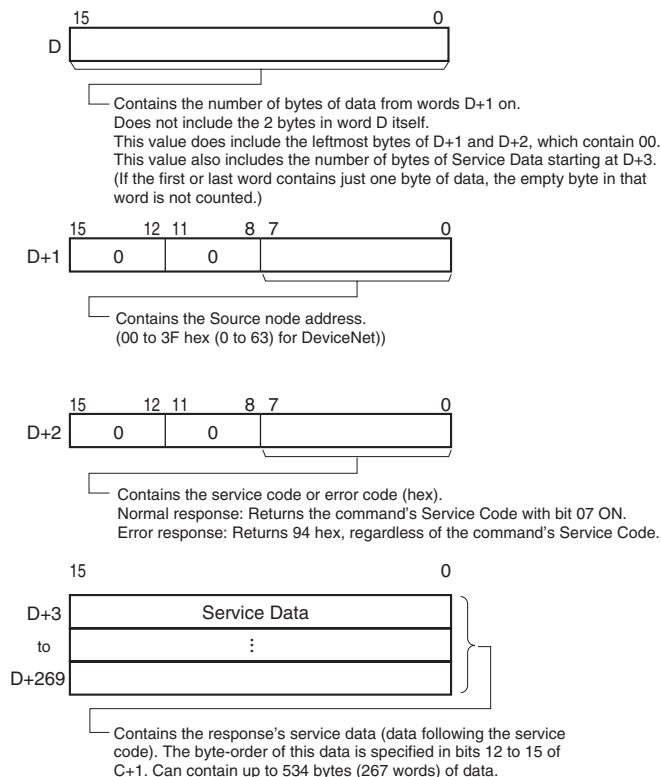 15 0
D
Contains the number of bytes of data from words D+1 on.
Does not include the 2 bytes in word D itself.
This value does include the leftmost bytes of D+1 and D+2, which contain 00.
This value also includes the number of bytes of Service Data starting at D+3.
(If the first or last word contains just one byte of data, the empty byte in that
word is not counted.)
15 12 11 8 7 0
D+1 0 0
Contains the Source node address.
(00 to 3F hex (0 to 63) for DeviceNet))
15 12 11 8 7 0
D+2 0 0
Contains the service code or error code (hex).
Normal response: Returns the command's Service Code with bit 07 ON.
Error response: Returns 94 hex, regardless of the command's Service Code.
15 0
D+3 Service Data
to ⋮
D+269
Contains the response's service data (data following the service
code). The byte-order of this data is specified in bits 12 to 15 of
C+1. Can contain up to 534 bytes (267 words) of data.